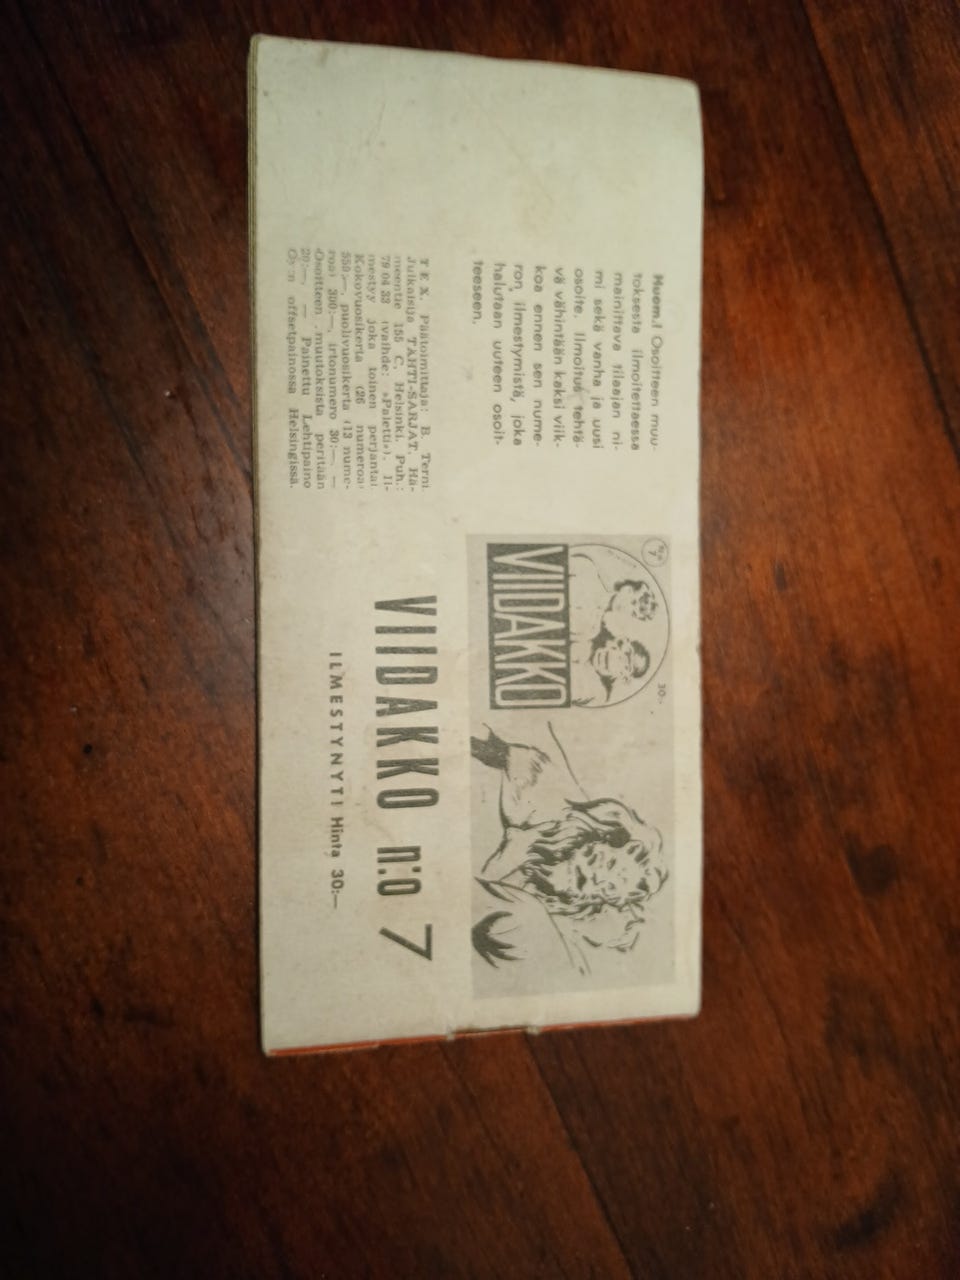 Huom.! Osoitteen muu-
toksesta ilmoitettaessa
mainittava tilaajan ni-
mi sekä vanha ja uusi
osoite. Ilmoitus tehtä-
vä vähintään kaksi viik-
koa ennen sen nume-
ron ilmestymistä, joka
halutaan uuteen osoit-
teeseen.
TEX. Päätoimittaja: B. Terni.
Julkaisija TÄHTI-SARJAT, Hä-
meentie 155 C, Helsinki. Puh.:
79 04 33 (vaihde: »Paletti»). Il-
mestyy joka toinen perjantai.
Kokovuosikerta (26 numeroa)
550:—, puolivuosikerta (13 nume-
roa) 300:—, irtonumero 30:—. —
Osoitteen muutoksista peritään
20:—. — Painettu Lehtipaino
Oy:n offsetpainossa Helsingissä.
N:o
7
30:-
VIIDAKKO
VIIDAKKO n:o 7
ILMESTYNYT! Hinta 30:—